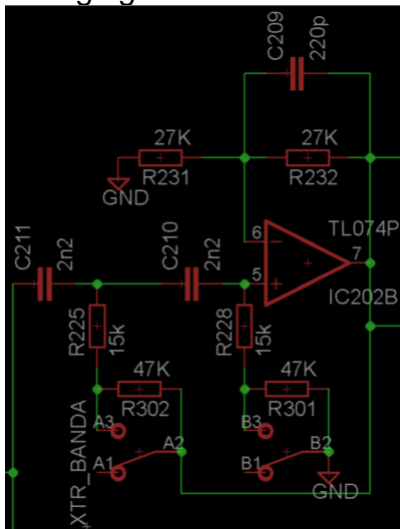 C209
220p
27K
R231
27K
R232
GND
C211
2n2
C210
2n2
6
5
7
TL074P
IC202B
R225
15k
R228
15k
47K
R302
47K
R301
XTR_BANDA
A3
A2
A1
B3
B2
B1
GND